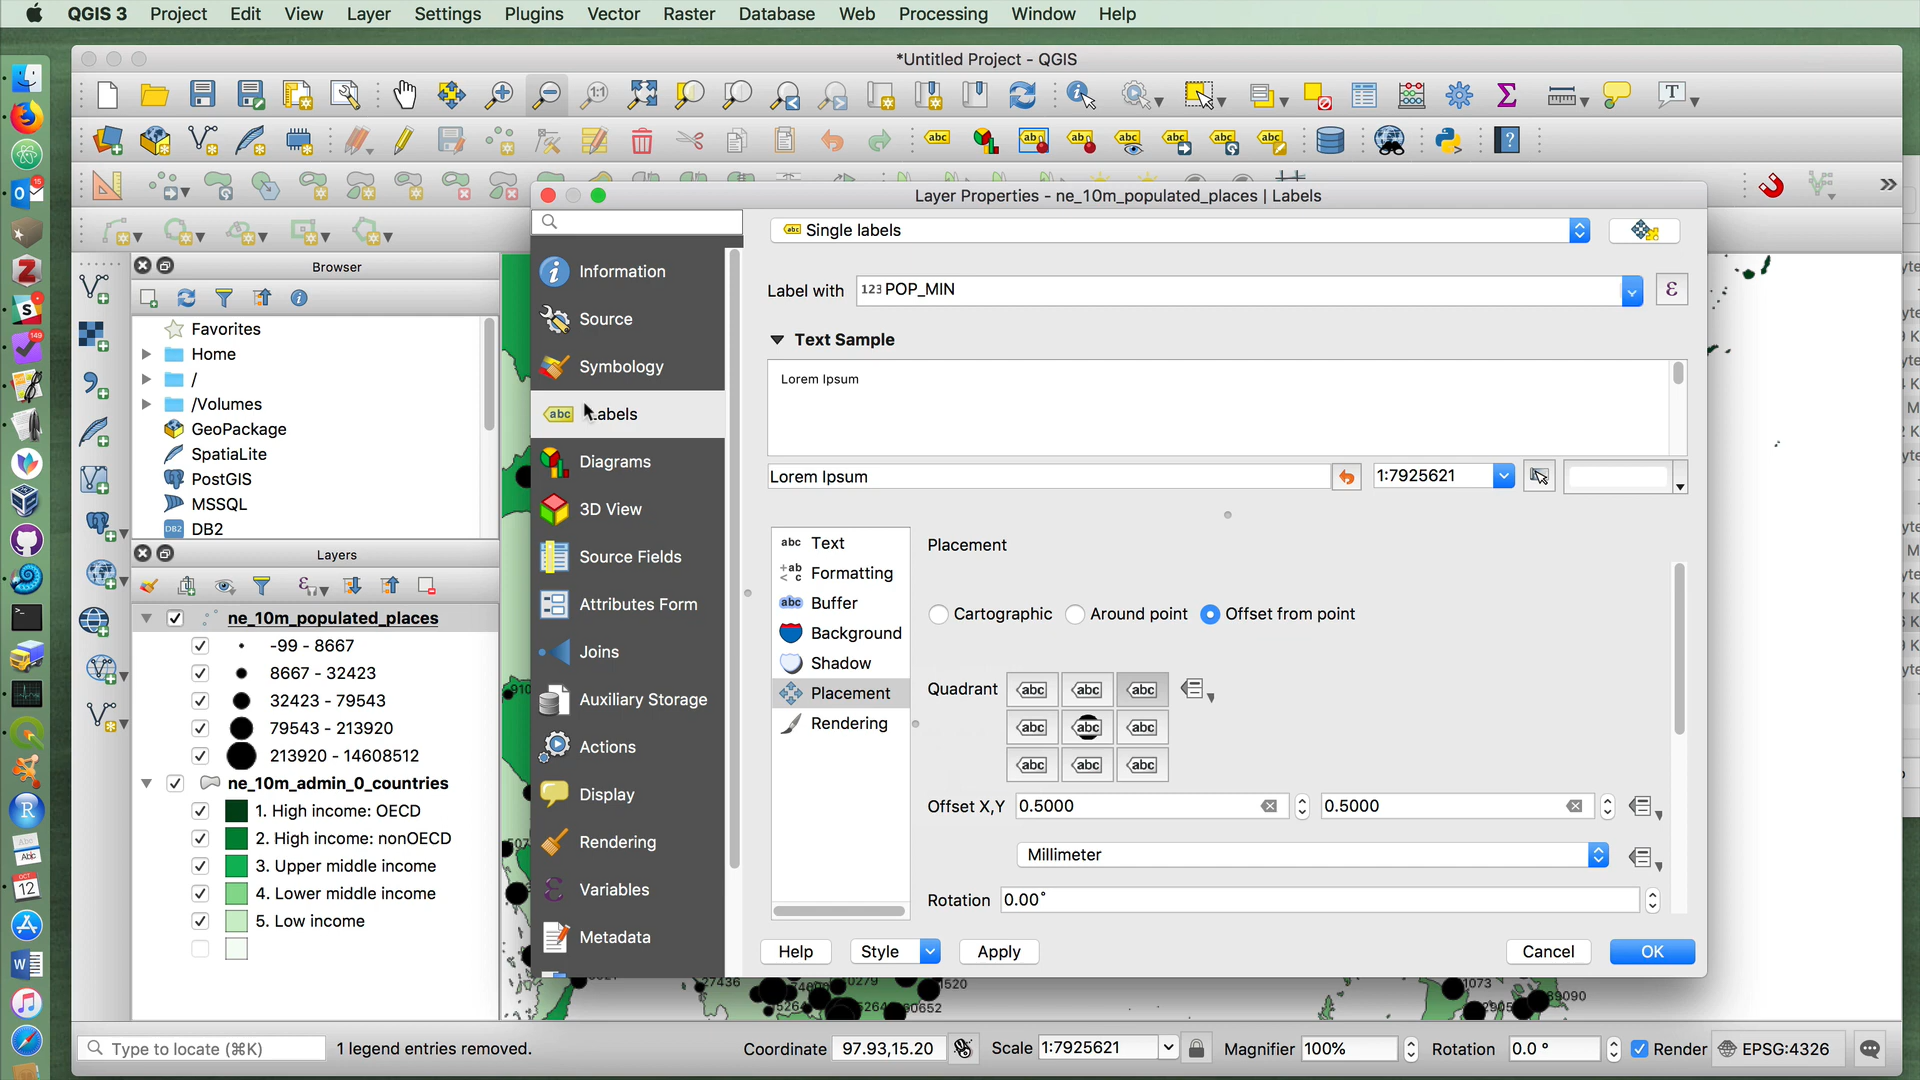 QGIS 3 Project Edit View Layer Settings Plugins Vector Raster Database Web Processing Window Help
*Untitled Project - QGIS
Layer Properties - ne_10m_populated_places | Labels
Browser
Favorites
Home
/
/Volumes
GeoPackage
SpatiaLite
PostGIS
MSSQL
DB2
Layers
ne_10m_populated_places
-99 - 8667
8667 - 32423
32423 - 79543
79543 - 213920
213920 - 14608512
ne_10m_admin_0_countries
1. High income: OECD
2. High income: nonOECD
3. Upper middle income
4. Lower middle income
5. Low income
Information
Source
Symbology
Labels
Diagrams
3D View
Source Fields
Attributes Form
Joins
Auxiliary Storage
Actions
Display
Rendering
Variables
Metadata
Single labels
Label with 123 POP_MIN
Text Sample
Lorem Ipsum
Lorem Ipsum 1:7925621
Text
Formatting
Buffer
Background
Shadow
Placement
Rendering
Placement
Cartographic Around point Offset from point
Quadrant abc abc abc
abc abc abc
abc abc abc
Offset X,Y 0.5000 0.5000
Millimeter
Rotation 0.00°
Help Style Apply Cancel OK
Type to locate (⌘K) 1 legend entries removed. Coordinate 97.93,15.20 Scale 1:7925621 Magnifier 100% Rotation 0.0 ° Render EPSG:4326